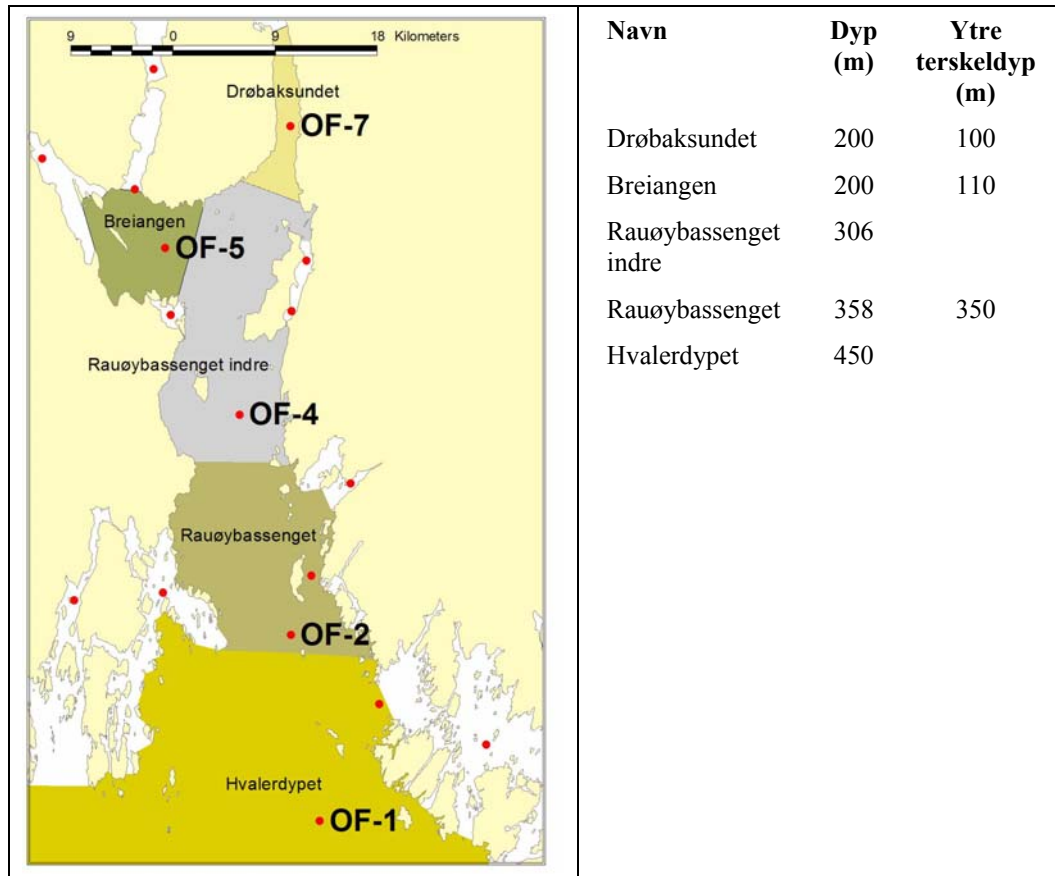 9 0 9 18 Kilometers
Drøbaksundet
OF-7
Breiangen
OF-5
Rauøybassenget indre
OF-4
Rauøybassenget
OF-2
Hvalerdypet
OF-1
Navn Dyp Ytre
(m) terskeldyp
(m)
Drøbaksundet 200 100
Breiangen 200 110
Rauøybassenget 306
indre
Rauøybassenget 358 350
Hvalerdypet 450